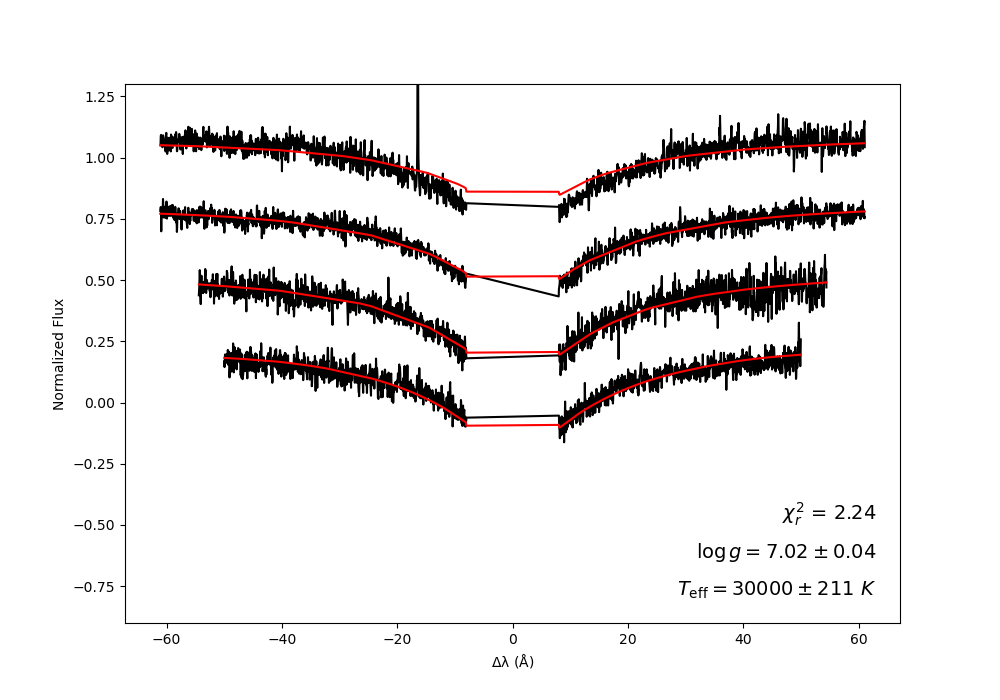 1.25
1.00
0.75
0.50
0.25
0.00
−0.25
−0.50
−0.75
Normalized Flux
χ²ᵣ = 2.24
log g = 7.02 ± 0.04
T_eff = 30000 ± 211 K
−60 −40 −20 0 20 40 60
Δλ (Å)